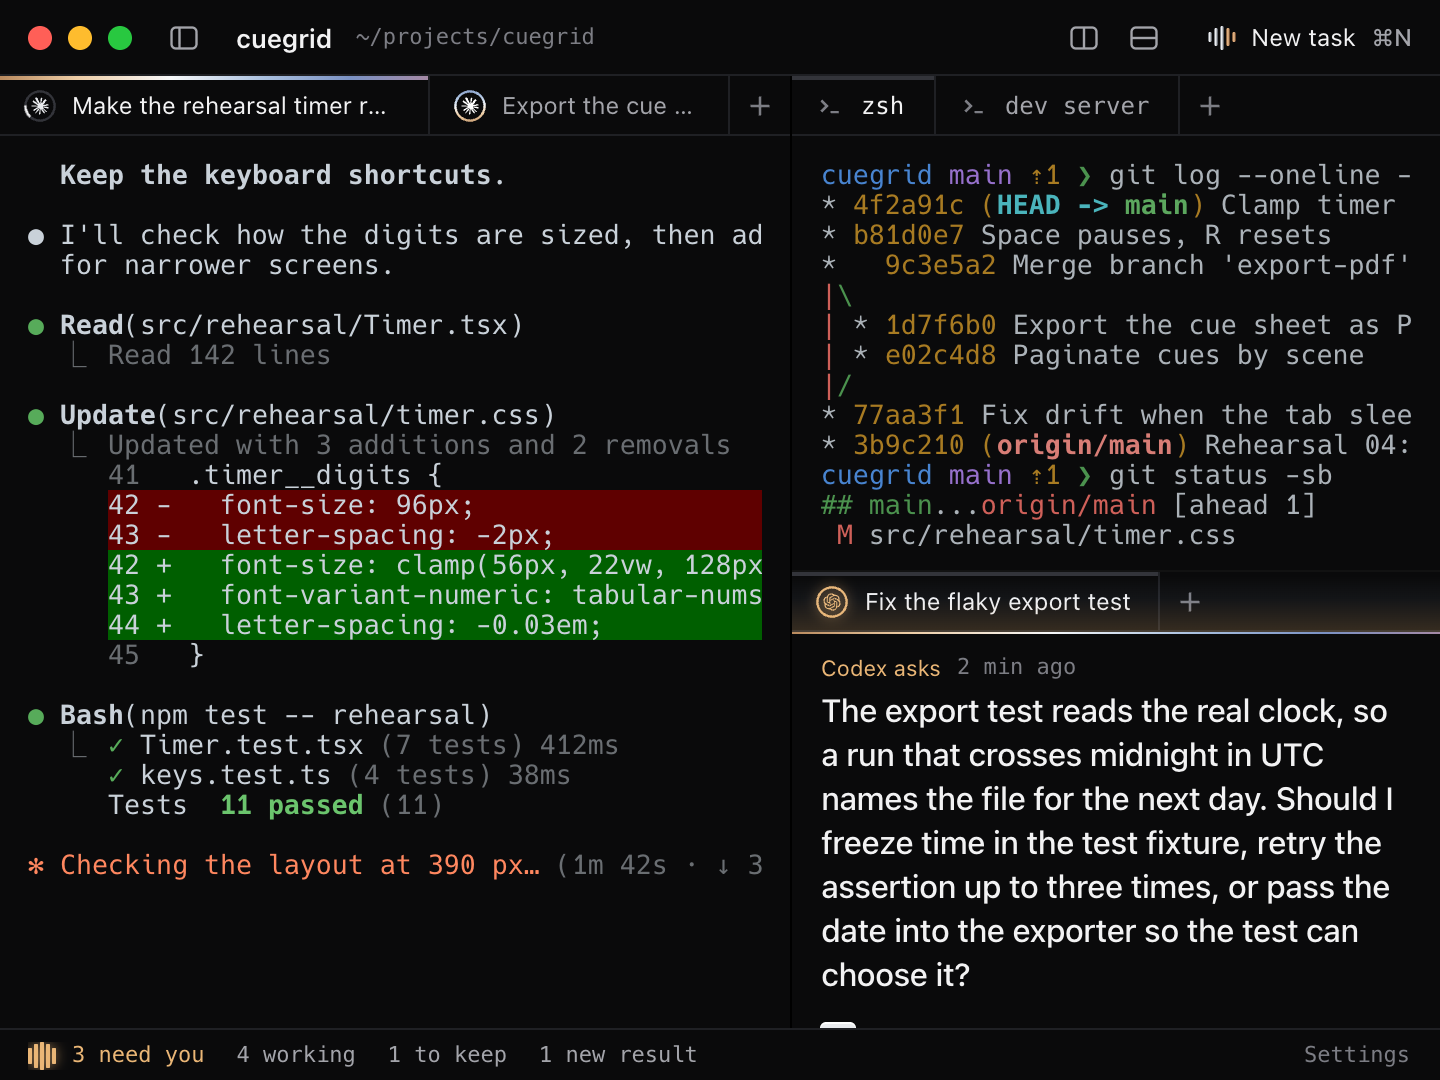 cuegrid ~/projects/cuegrid
New task ⌘N
Make the rehearsal timer r...
Export the cue ...
Keep the keyboard shortcuts.
● I'll check how the digits are sized, then ad
for narrower screens.
● Read(src/rehearsal/Timer.tsx)
⎿ Read 142 lines
● Update(src/rehearsal/timer.css)
⎿ Updated with 3 additions and 2 removals
41 .timer__digits {
42 - font-size: 96px;
43 - letter-spacing: -2px;
42 + font-size: clamp(56px, 22vw, 128px
43 + font-variant-numeric: tabular-nums
44 + letter-spacing: -0.03em;
45 }
● Bash(npm test -- rehearsal)
⎿ ✓ Timer.test.tsx (7 tests) 412ms
✓ keys.test.ts (4 tests) 38ms
Tests 11 passed (11)
✻ Checking the layout at 390 px… (1m 42s · ↓ 3
zsh
dev server
cuegrid main ⇡1 ❯ git log --oneline -
* 4f2a91c (HEAD -> main) Clamp timer
* b81d0e7 Space pauses, R resets
* 9c3e5a2 Merge branch 'export-pdf'
|\
| * 1d7f6b0 Export the cue sheet as P
| * e02c4d8 Paginate cues by scene
|/
* 77aa3f1 Fix drift when the tab slee
* 3b9c210 (origin/main) Rehearsal 04:
cuegrid main ⇡1 ❯ git status -sb
## main...origin/main [ahead 1]
M src/rehearsal/timer.css
Fix the flaky export test
Codex asks 2 min ago
The export test reads the real clock, so
a run that crosses midnight in UTC
names the file for the next day. Should I
freeze time in the test fixture, retry the
assertion up to three times, or pass the
date into the exporter so the test can
choose it?
3 need you 4 working 1 to keep 1 new result
Settings